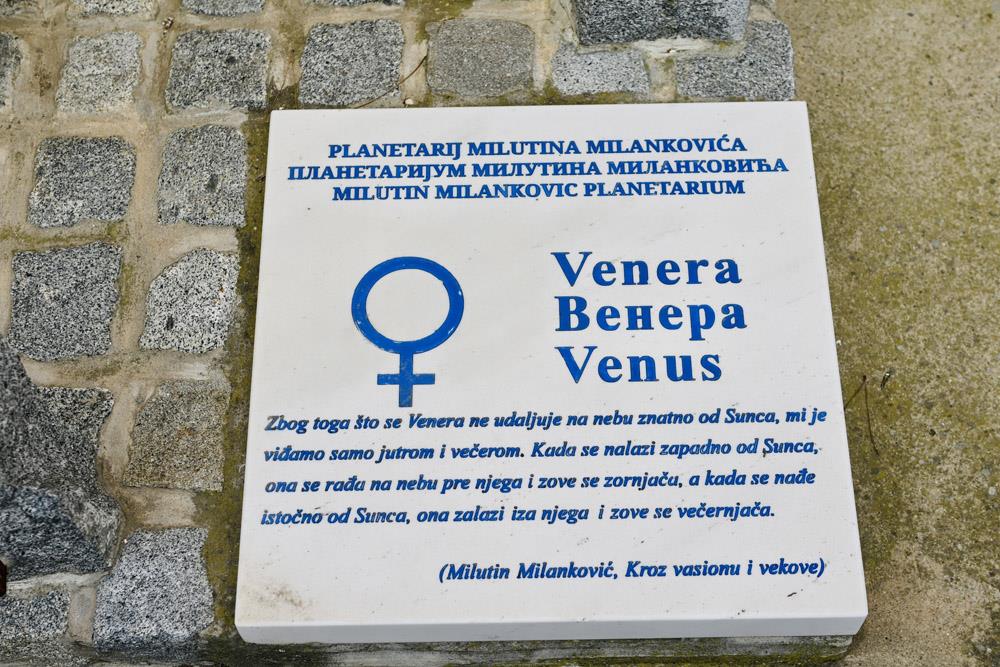 PLANETARIJ MILUTINA MILANKOVIĆA
ПЛАНЕТАРИЈУМ МИЛУТИНА МИЛАНКОВИЋА
MILUTIN MILANKOVIC PLANETARIUM
Venera
Венера
Venus
Zbog toga što se Venera ne udaljuje na nebu znatno od Sunca, mi je
viđamo samo jutrom i večerom. Kada se nalazi zapadno od Sunca,
ona se rađa na nebu pre njega i zove se zornjaču, a kada se nađe
istočno od Sunca, ona zalazi iza njega i zove se večernjača.
(Milutin Milanković, Kroz vasionu i vekove)